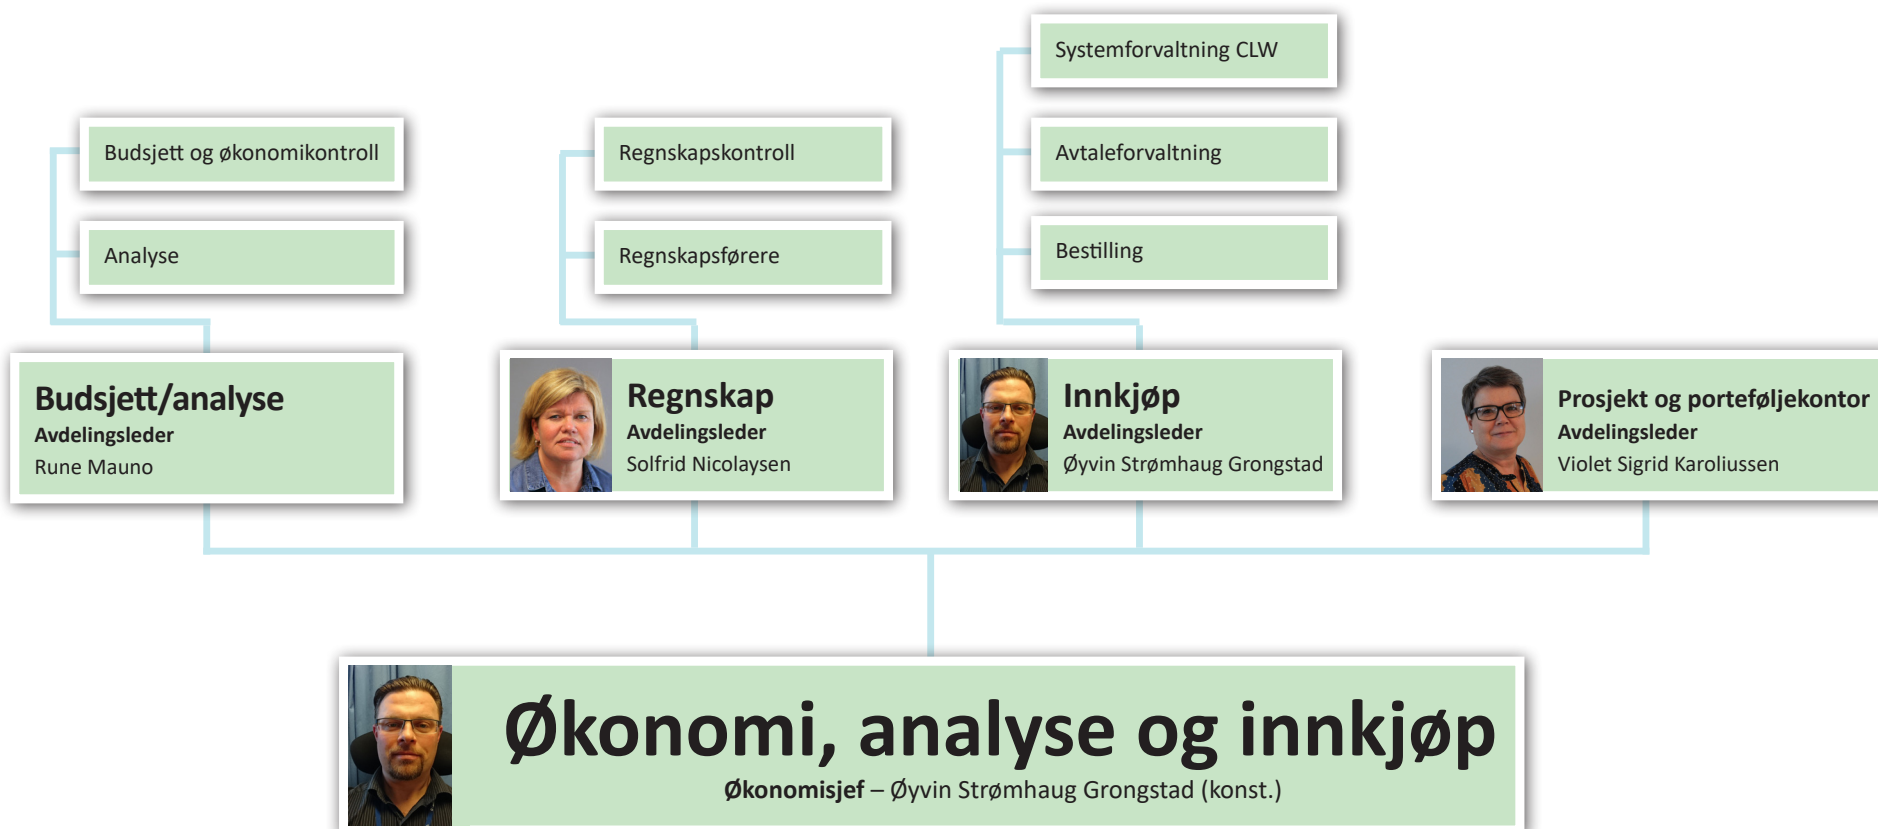 Systemforvaltning CLW
Budsjett og økonomikontroll
Regnskapskontroll
Avtaleforvaltning
Analyse
Regnskapsførere
Bestilling
Budsjett/analyse
Avdelingsleder
Rune Mauno
Regnskap
Avdelingsleder
Solfrid Nicolaysen
Innkjøp
Avdelingsleder
Øyvin Strømhaug Grongstad
Prosjekt og porteføljekontor
Avdelingsleder
Violet Sigrid Karoliussen
Økonomi, analyse og innkjøp
Økonomisjef – Øyvin Strømhaug Grongstad (konst.)